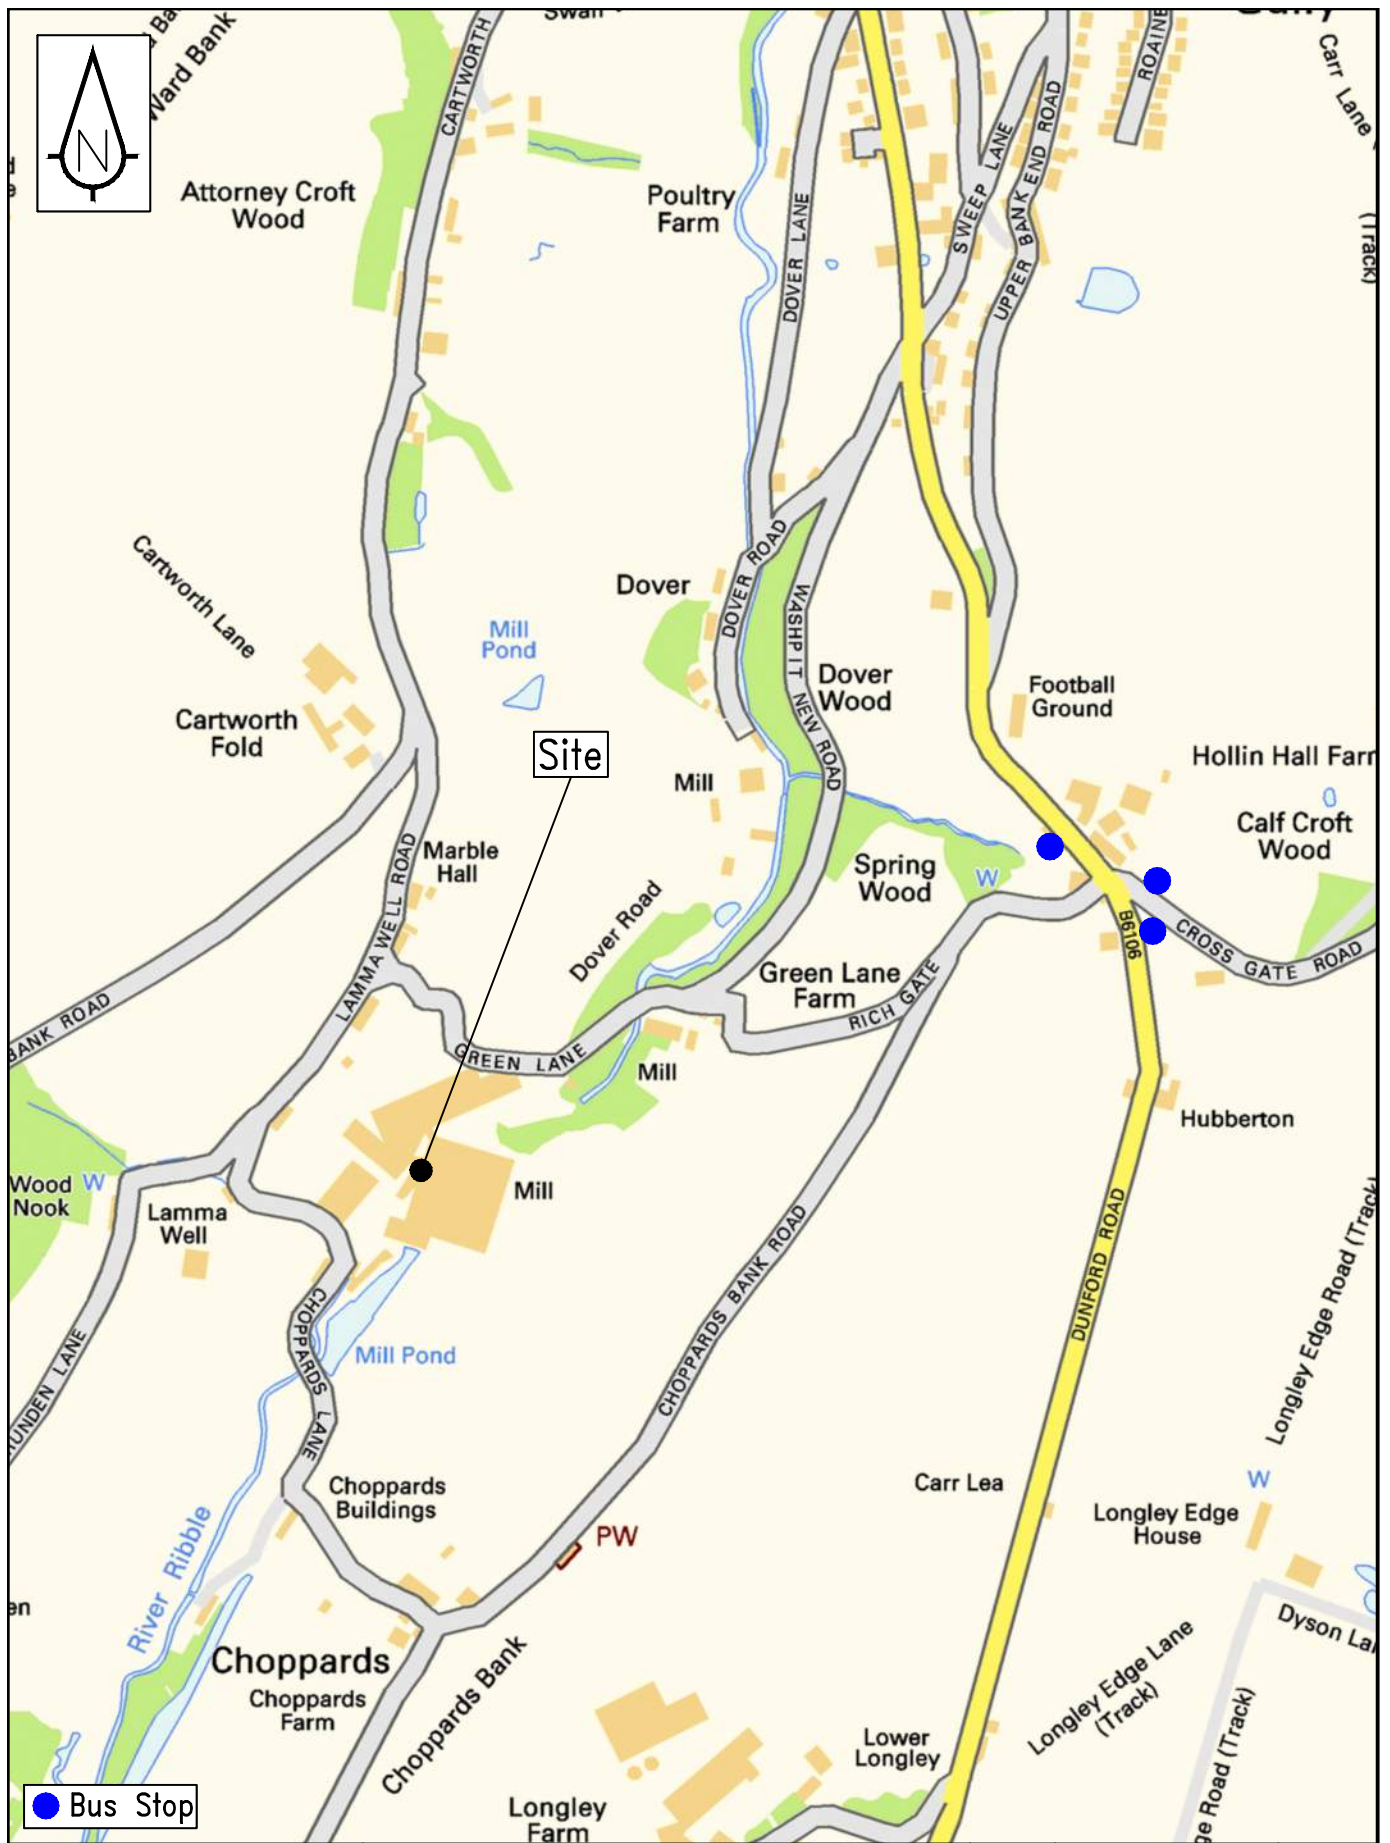 Swan
Ward Bank
N
CARTWORTH
ROAINE
Carr Lane
(Track)
Attorney Croft
Wood
Poultry
Farm
DOVER LANE
SWEEP LANE
UPPER BANK END ROAD
Cartworth Lane
Dover
DOVER ROAD
WASHPIT NEW ROAD
Mill
Pond
Dover
Wood
Football
Ground
Cartworth
Fold
Site
Mill
Hollin Hall Farm
Calf Croft
Wood
Marble
Hall
LAMMA WELL ROAD
Spring
Wood
W
Dover Road
B6106
CROSS GATE ROAD
Green Lane
Farm
RICH GATE
BANK ROAD
GREEN LANE
Mill
Hubberton
Wood
Nook
W
Lamma
Well
Mill
CHOPPARDS BANK ROAD
DUNFORD ROAD
Longley Edge Road (Track)
CHOPPARDS LANE
Mill Pond
UNDEN LANE
Choppards
Buildings
Carr Lea
W
Longley Edge
House
PW
River Ribble
en
Dyson La
Choppards
Choppards
Farm
Choppards Bank
Longley Edge Lane
(Track)
ge Road (Track)
Lower
Longley
Longley
Farm
Bus Stop